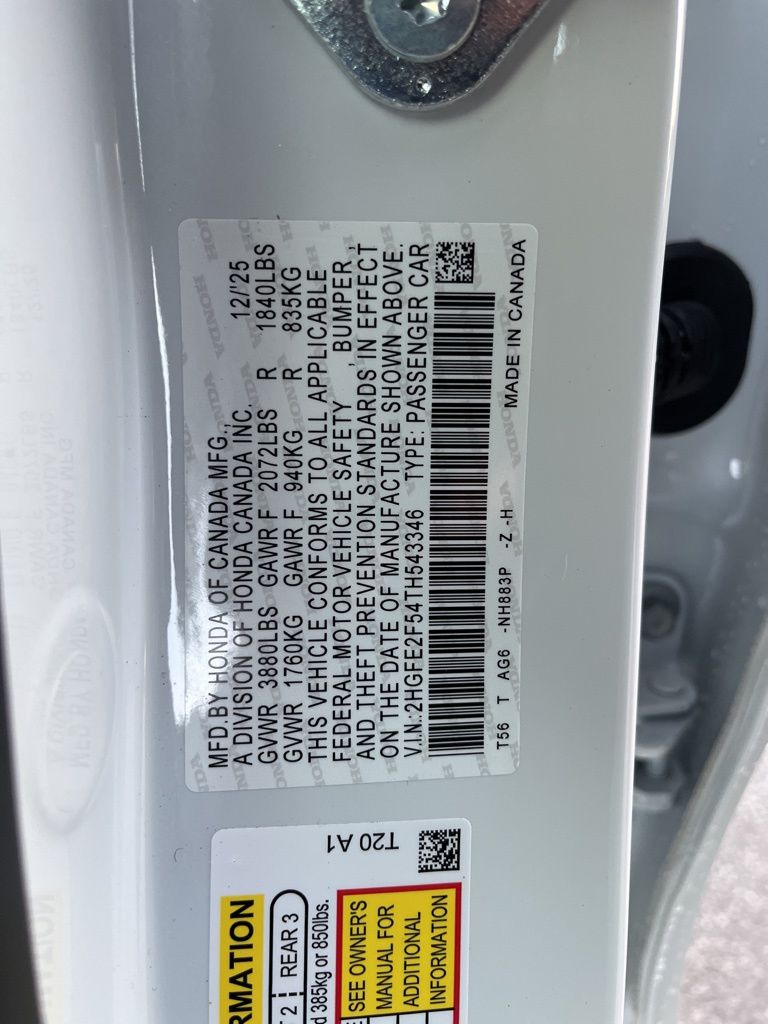 MFD.BY HONDA OF CANADA MFG.,
A DIVISION OF HONDA CANADA INC. 12/'25
GVWR 3880LBS GAWR F 2072LBS R 1840LBS
GVWR 1760KG GAWR F 940KG R 835KG
THIS VEHICLE CONFORMS TO ALL APPLICABLE
FEDERAL MOTOR VEHICLE SAFETY , BUMPER ,
AND THEFT PREVENTION STANDARDS IN EFFECT
ON THE DATE OF MANUFACTURE SHOWN ABOVE.
V.I.N.:2HGFE2F54TH543346 TYPE: PASSENGER CAR
T56 T AG6 -NH883P -Z -H MADE IN CANADA
T20 A1
RMATION
T 2 REAR 3
d 385kg or 850lbs.
SEE OWNER'S
MANUAL FOR
ADDITIONAL
INFORMATION